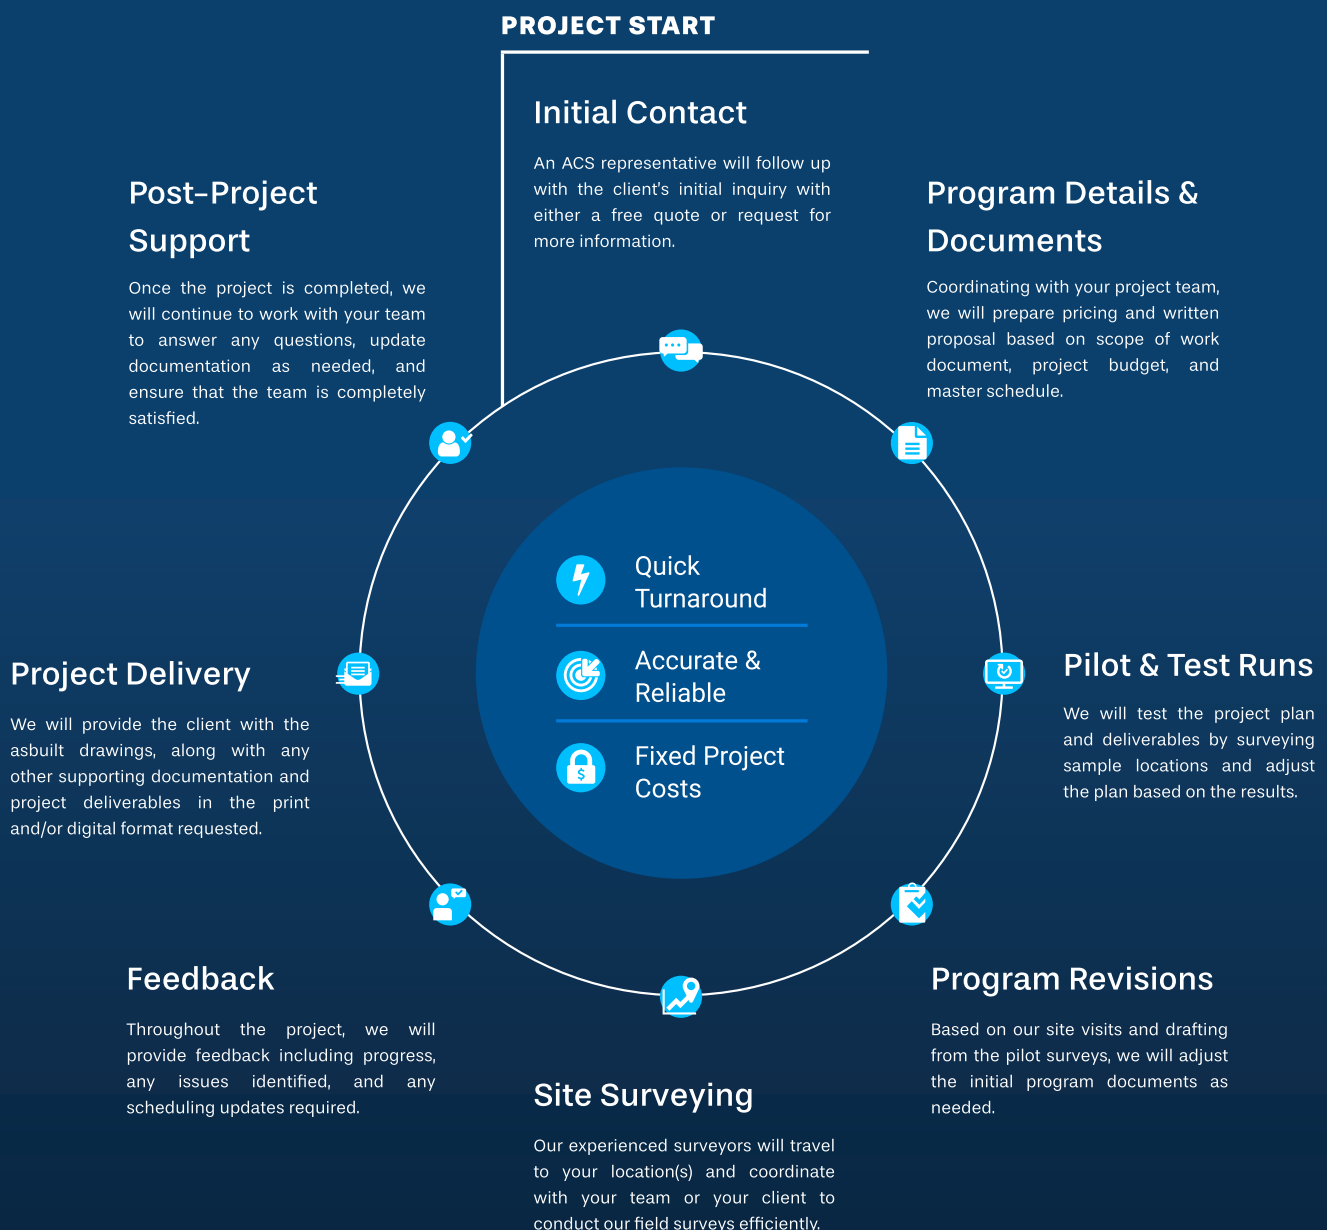 PROJECT START
Initial Contact
An ACS representative will follow up
with the client's initial inquiry with
either a free quote or request for
more information.
Program Details &
Documents
Coordinating with your project team,
we will prepare pricing and written
proposal based on scope of work
document, project budget, and
master schedule.
Pilot & Test Runs
We will test the project plan
and deliverables by surveying
sample locations and adjust
the plan based on the results.
Program Revisions
Based on our site visits and drafting
from the pilot surveys, we will adjust
the initial program documents as
needed.
Site Surveying
Our experienced surveyors will travel
to your location(s) and coordinate
with your team or your client to
conduct our field surveys efficiently.
Feedback
Throughout the project, we will
provide feedback including progress,
any issues identified, and any
scheduling updates required.
Project Delivery
We will provide the client with the
asbuilt drawings, along with any
other supporting documentation and
project deliverables in the print
and/or digital format requested.
Post-Project
Support
Once the project is completed, we
will continue to work with your team
to answer any questions, update
documentation as needed, and
ensure that the team is completely
satisfied.
Quick
Turnaround
Accurate &
Reliable
$
Fixed Project
Costs